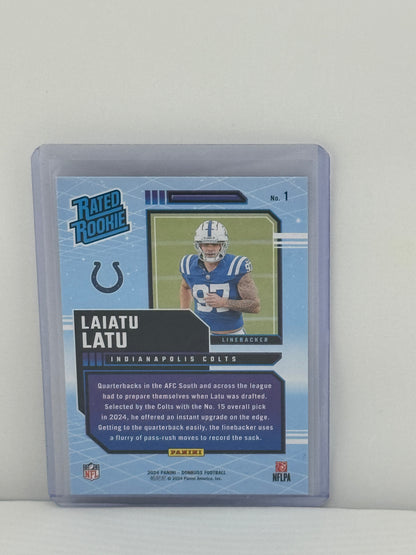 No. 1
RATED
ROOKIE
97
LINEBACKER
LAIATU
LATU
INDIANAPOLIS COLTS
Quarterbacks in the AFC South and across the league
had to prepare themselves when Latu was drafted.
Selected by the Colts with the No. 15 overall pick
in 2024, he offered an instant upgrade on the edge.
Getting to the quarterback easily, the linebacker uses
a flurry of pass-rush moves to record the sack.
PANINI
NFL
2024 PANINI - DONRUSS FOOTBALL
© 2024 Panini America, Inc.
NFLPA